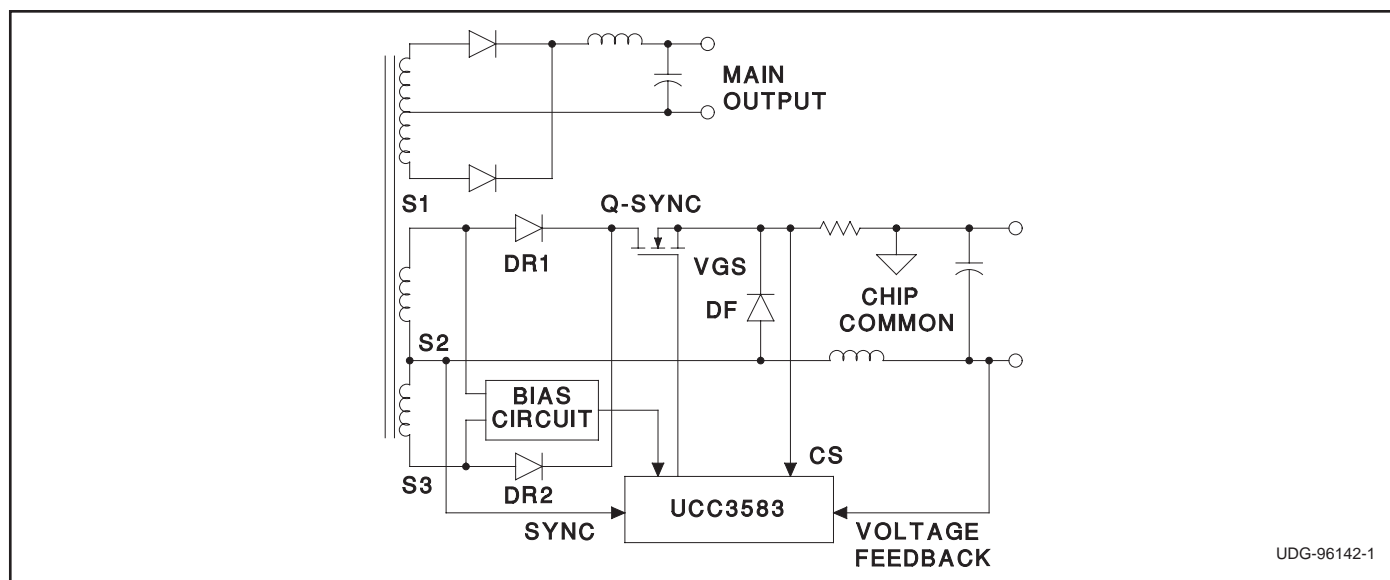 MAIN
OUTPUT
S1
Q-SYNC
DR1
VGS
DF
CHIP
COMMON
S2
BIAS
CIRCUIT
CS
S3
DR2
UCC3583
SYNC
VOLTAGE
FEEDBACK
UDG-96142-1